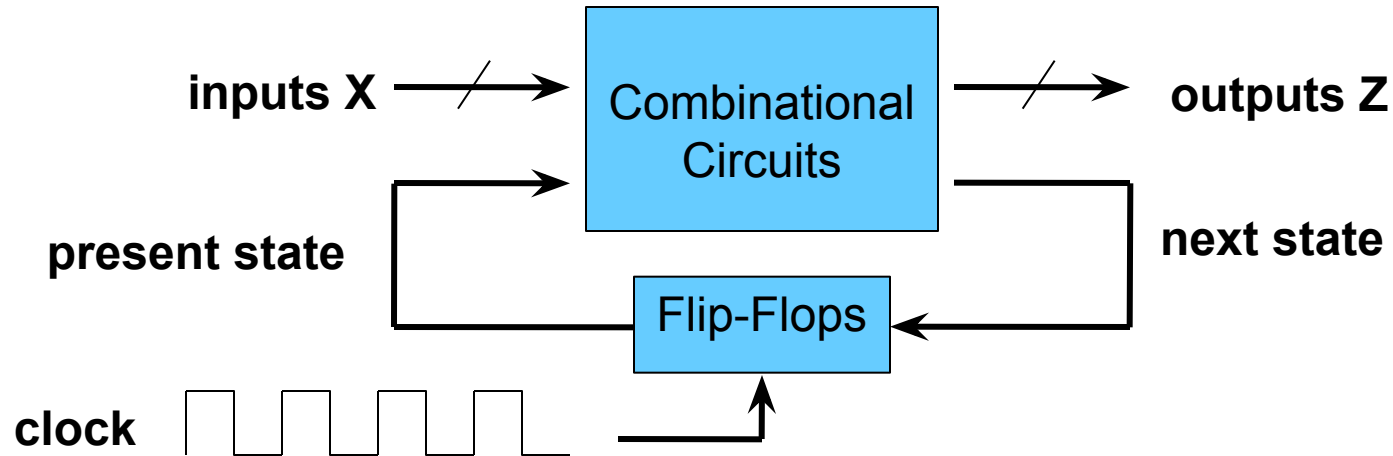 inputs X
Combinational
Circuits
outputs Z
present state
next state
Flip-Flops
clock